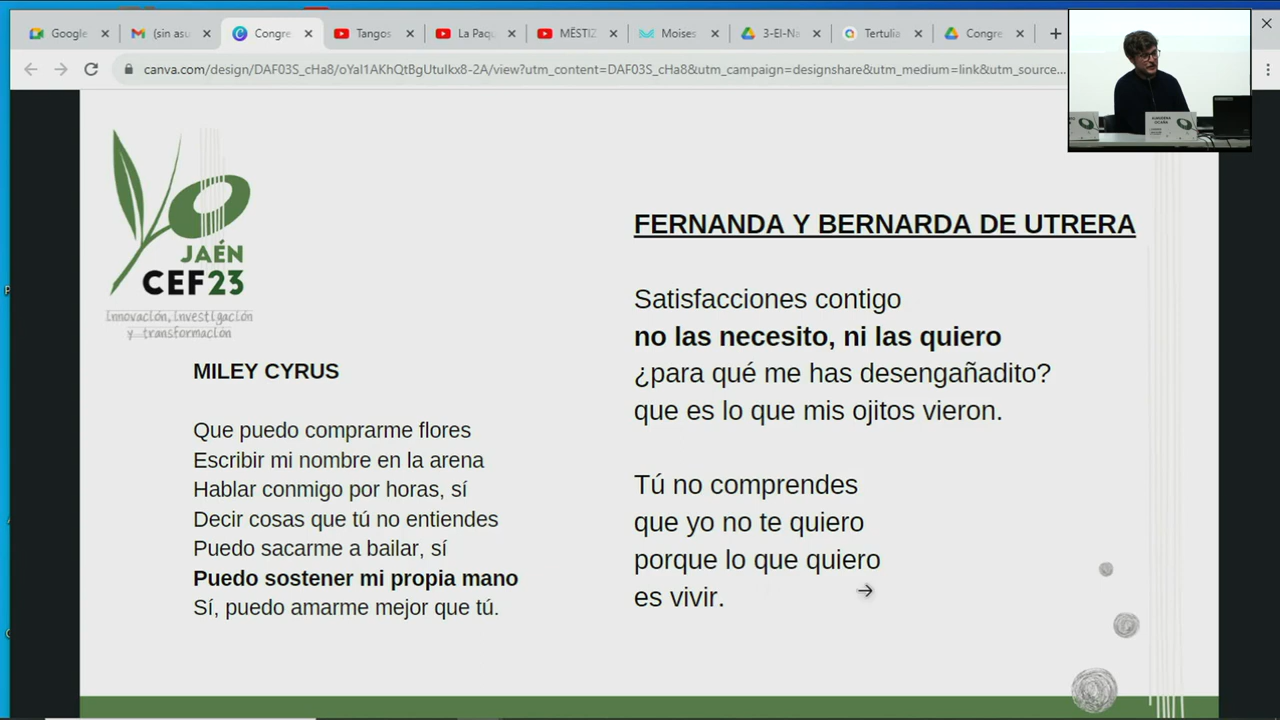 Google
(sin asu
Congre
Tangos
La Paqu
MËSTIZ
Moises
3-El-Na
Tertulia
Congre
canva.com/design/DAF03S_cHa8/oYal1AKhQtBgUtuIkx8-2A/view?utm_content=DAF03S_cHa8&utm_campaign=designshare&utm_medium=link&utm_source...
JAÉN
CEF23
Innovación, investigación
y transformación
MILEY CYRUS
Que puedo comprarme flores
Escribir mi nombre en la arena
Hablar conmigo por horas, sí
Decir cosas que tú no entiendes
Puedo sacarme a bailar, sí
Puedo sostener mi propia mano
Sí, puedo amarme mejor que tú.
FERNANDA Y BERNARDA DE UTRERA
Satisfacciones contigo
no las necesito, ni las quiero
¿para qué me has desengañadito?
que es lo que mis ojitos vieron.
Tú no comprendes
que yo no te quiero
porque lo que quiero
es vivir.